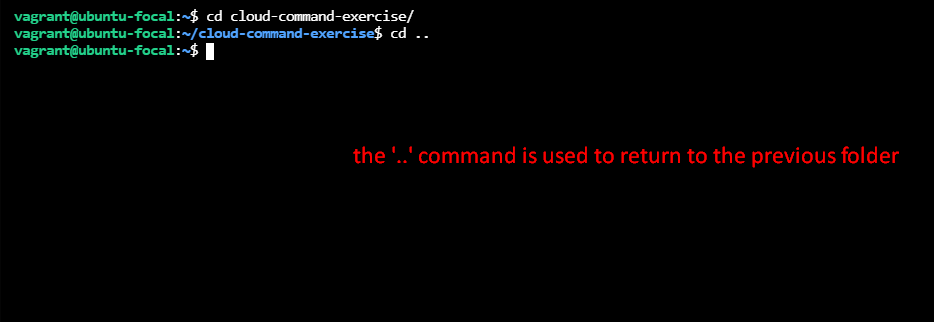 vagrant@ubuntu-focal:~$ cd cloud-command-exercise/
vagrant@ubuntu-focal:~/cloud-command-exercise$ cd ..
vagrant@ubuntu-focal:~$
the '..' command is used to return to the previous folder